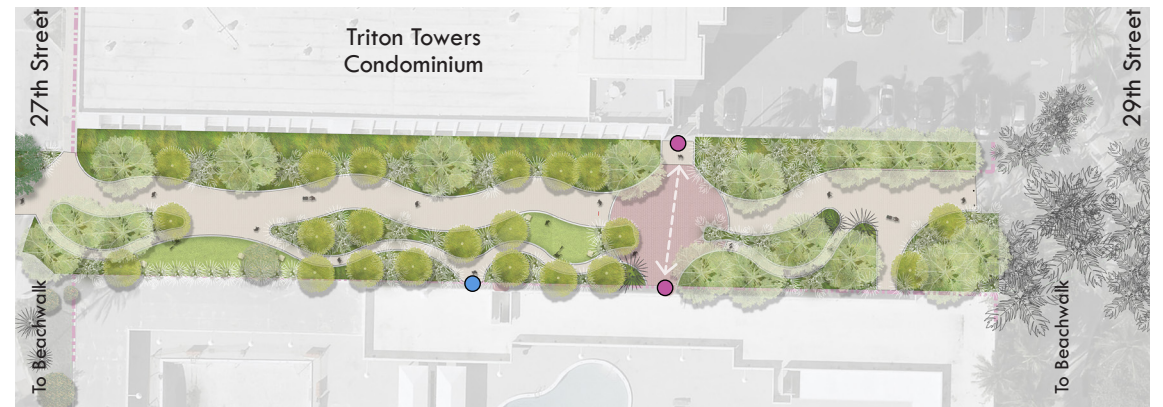 27th Street
Triton Towers
Condominium
29th Street
To Beachwalk
To Beachwalk